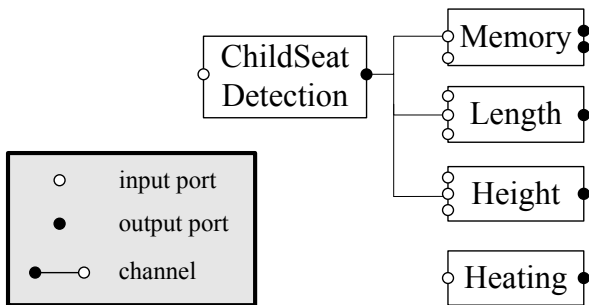 ChildSeat
Detection
Memory
Length
Height
Heating
input port
output port
channel